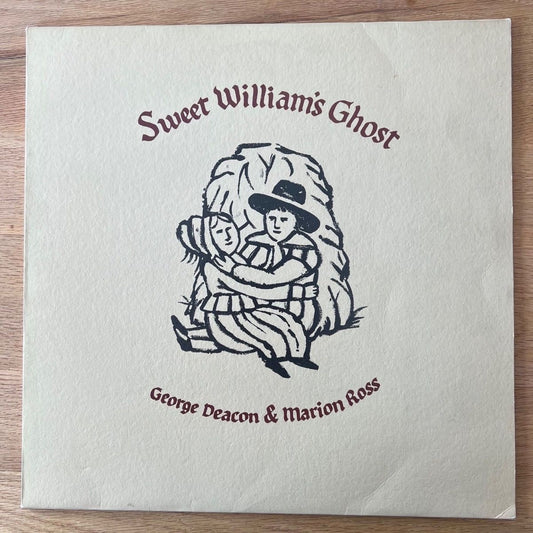 Sweet William's Ghost
George Deacon & Marion Ross